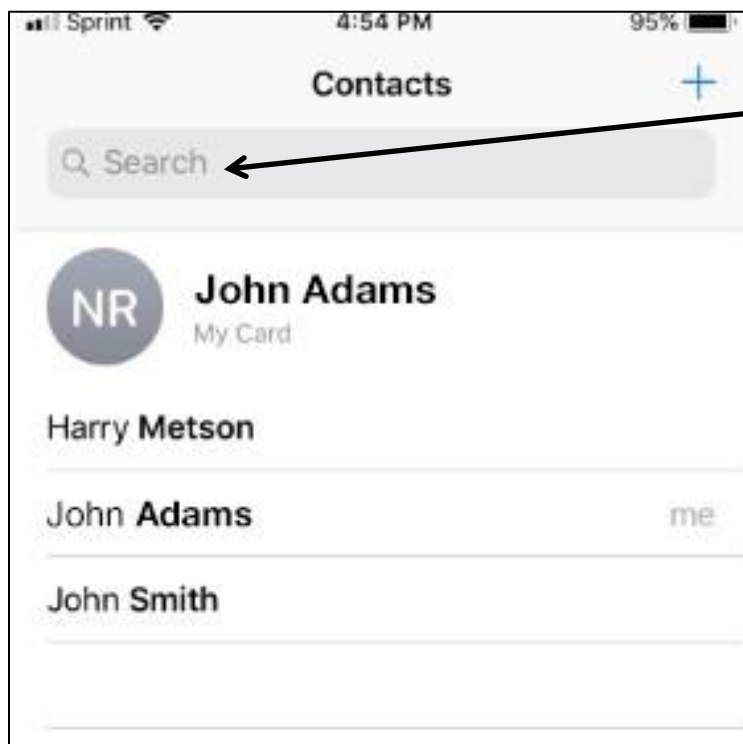 Sprint 4:54 PM 95%
Contacts +
Search
NR
John Adams
My Card
Harry Metson
John Adams me
John Smith